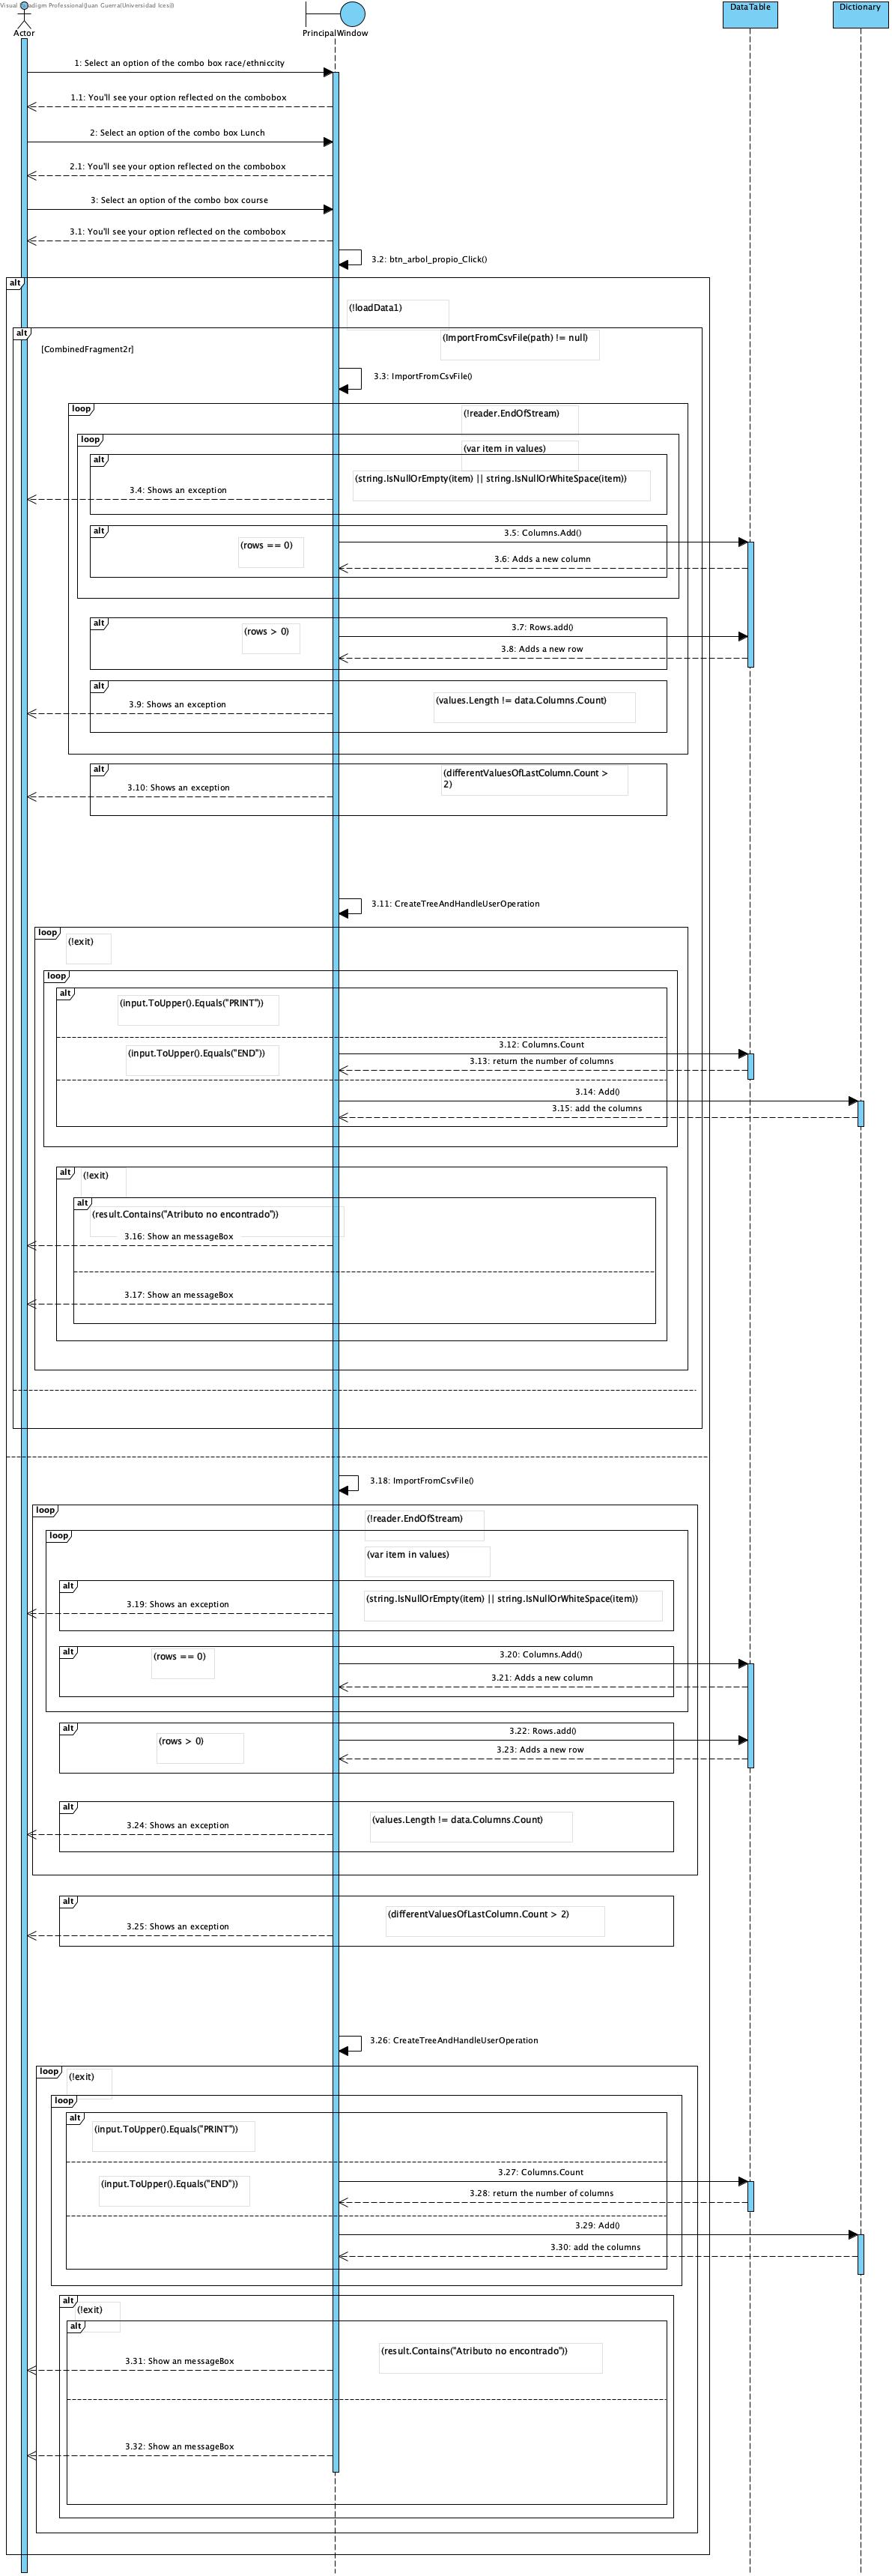 Visual Paradigm Professional(Juan Guerra(Universidad Icesi))
Actor
PrincipalWindow
DataTable
Dictionary
1: Select an option of the combo box race/ethniccity
1.1: You'll see your option reflected on the combobox
2: Select an option of the combo box Lunch
2.1: You'll see your option reflected on the combobox
3: Select an option of the combo box course
3.1: You'll see your option reflected on the combobox
3.2: btn_arbol_propio_Click()
alt
(!loadData1)
alt
(ImportFromCsvFile(path) != null)
[CombinedFragment2r]
3.3: ImportFromCsvFile()
loop
(!reader.EndOfStream)
loop
(var item in values)
alt
(string.IsNullOrEmpty(item) || string.IsNullOrWhiteSpace(item))
3.4: Shows an exception
alt
3.5: Columns.Add()
(rows == 0)
3.6: Adds a new column
alt
3.7: Rows.add()
(rows > 0)
3.8: Adds a new row
alt
(values.Length != data.Columns.Count)
3.9: Shows an exception
alt
(differentValuesOfLastColumn.Count >
2)
3.10: Shows an exception
3.11: CreateTreeAndHandleUserOperation
loop
(!exit)
loop
alt
(input.ToUpper().Equals("PRINT"))
3.12: Columns.Count
(input.ToUpper().Equals("END"))
3.13: return the number of columns
3.14: Add()
3.15: add the columns
alt
(!exit)
alt
(result.Contains("Atributo no encontrado"))
3.16: Show an messageBox
3.17: Show an messageBox
3.18: ImportFromCsvFile()
loop
(!reader.EndOfStream)
loop
(var item in values)
alt
(string.IsNullOrEmpty(item) || string.IsNullOrWhiteSpace(item))
3.19: Shows an exception
alt
(rows == 0)
3.20: Columns.Add()
3.21: Adds a new column
alt
3.22: Rows.add()
(rows > 0)
3.23: Adds a new row
alt
(values.Length != data.Columns.Count)
3.24: Shows an exception
alt
(differentValuesOfLastColumn.Count > 2)
3.25: Shows an exception
3.26: CreateTreeAndHandleUserOperation
loop
(!exit)
loop
alt
(input.ToUpper().Equals("PRINT"))
3.27: Columns.Count
(input.ToUpper().Equals("END"))
3.28: return the number of columns
3.29: Add()
3.30: add the columns
alt
(!exit)
alt
(result.Contains("Atributo no encontrado"))
3.31: Show an messageBox
3.32: Show an messageBox